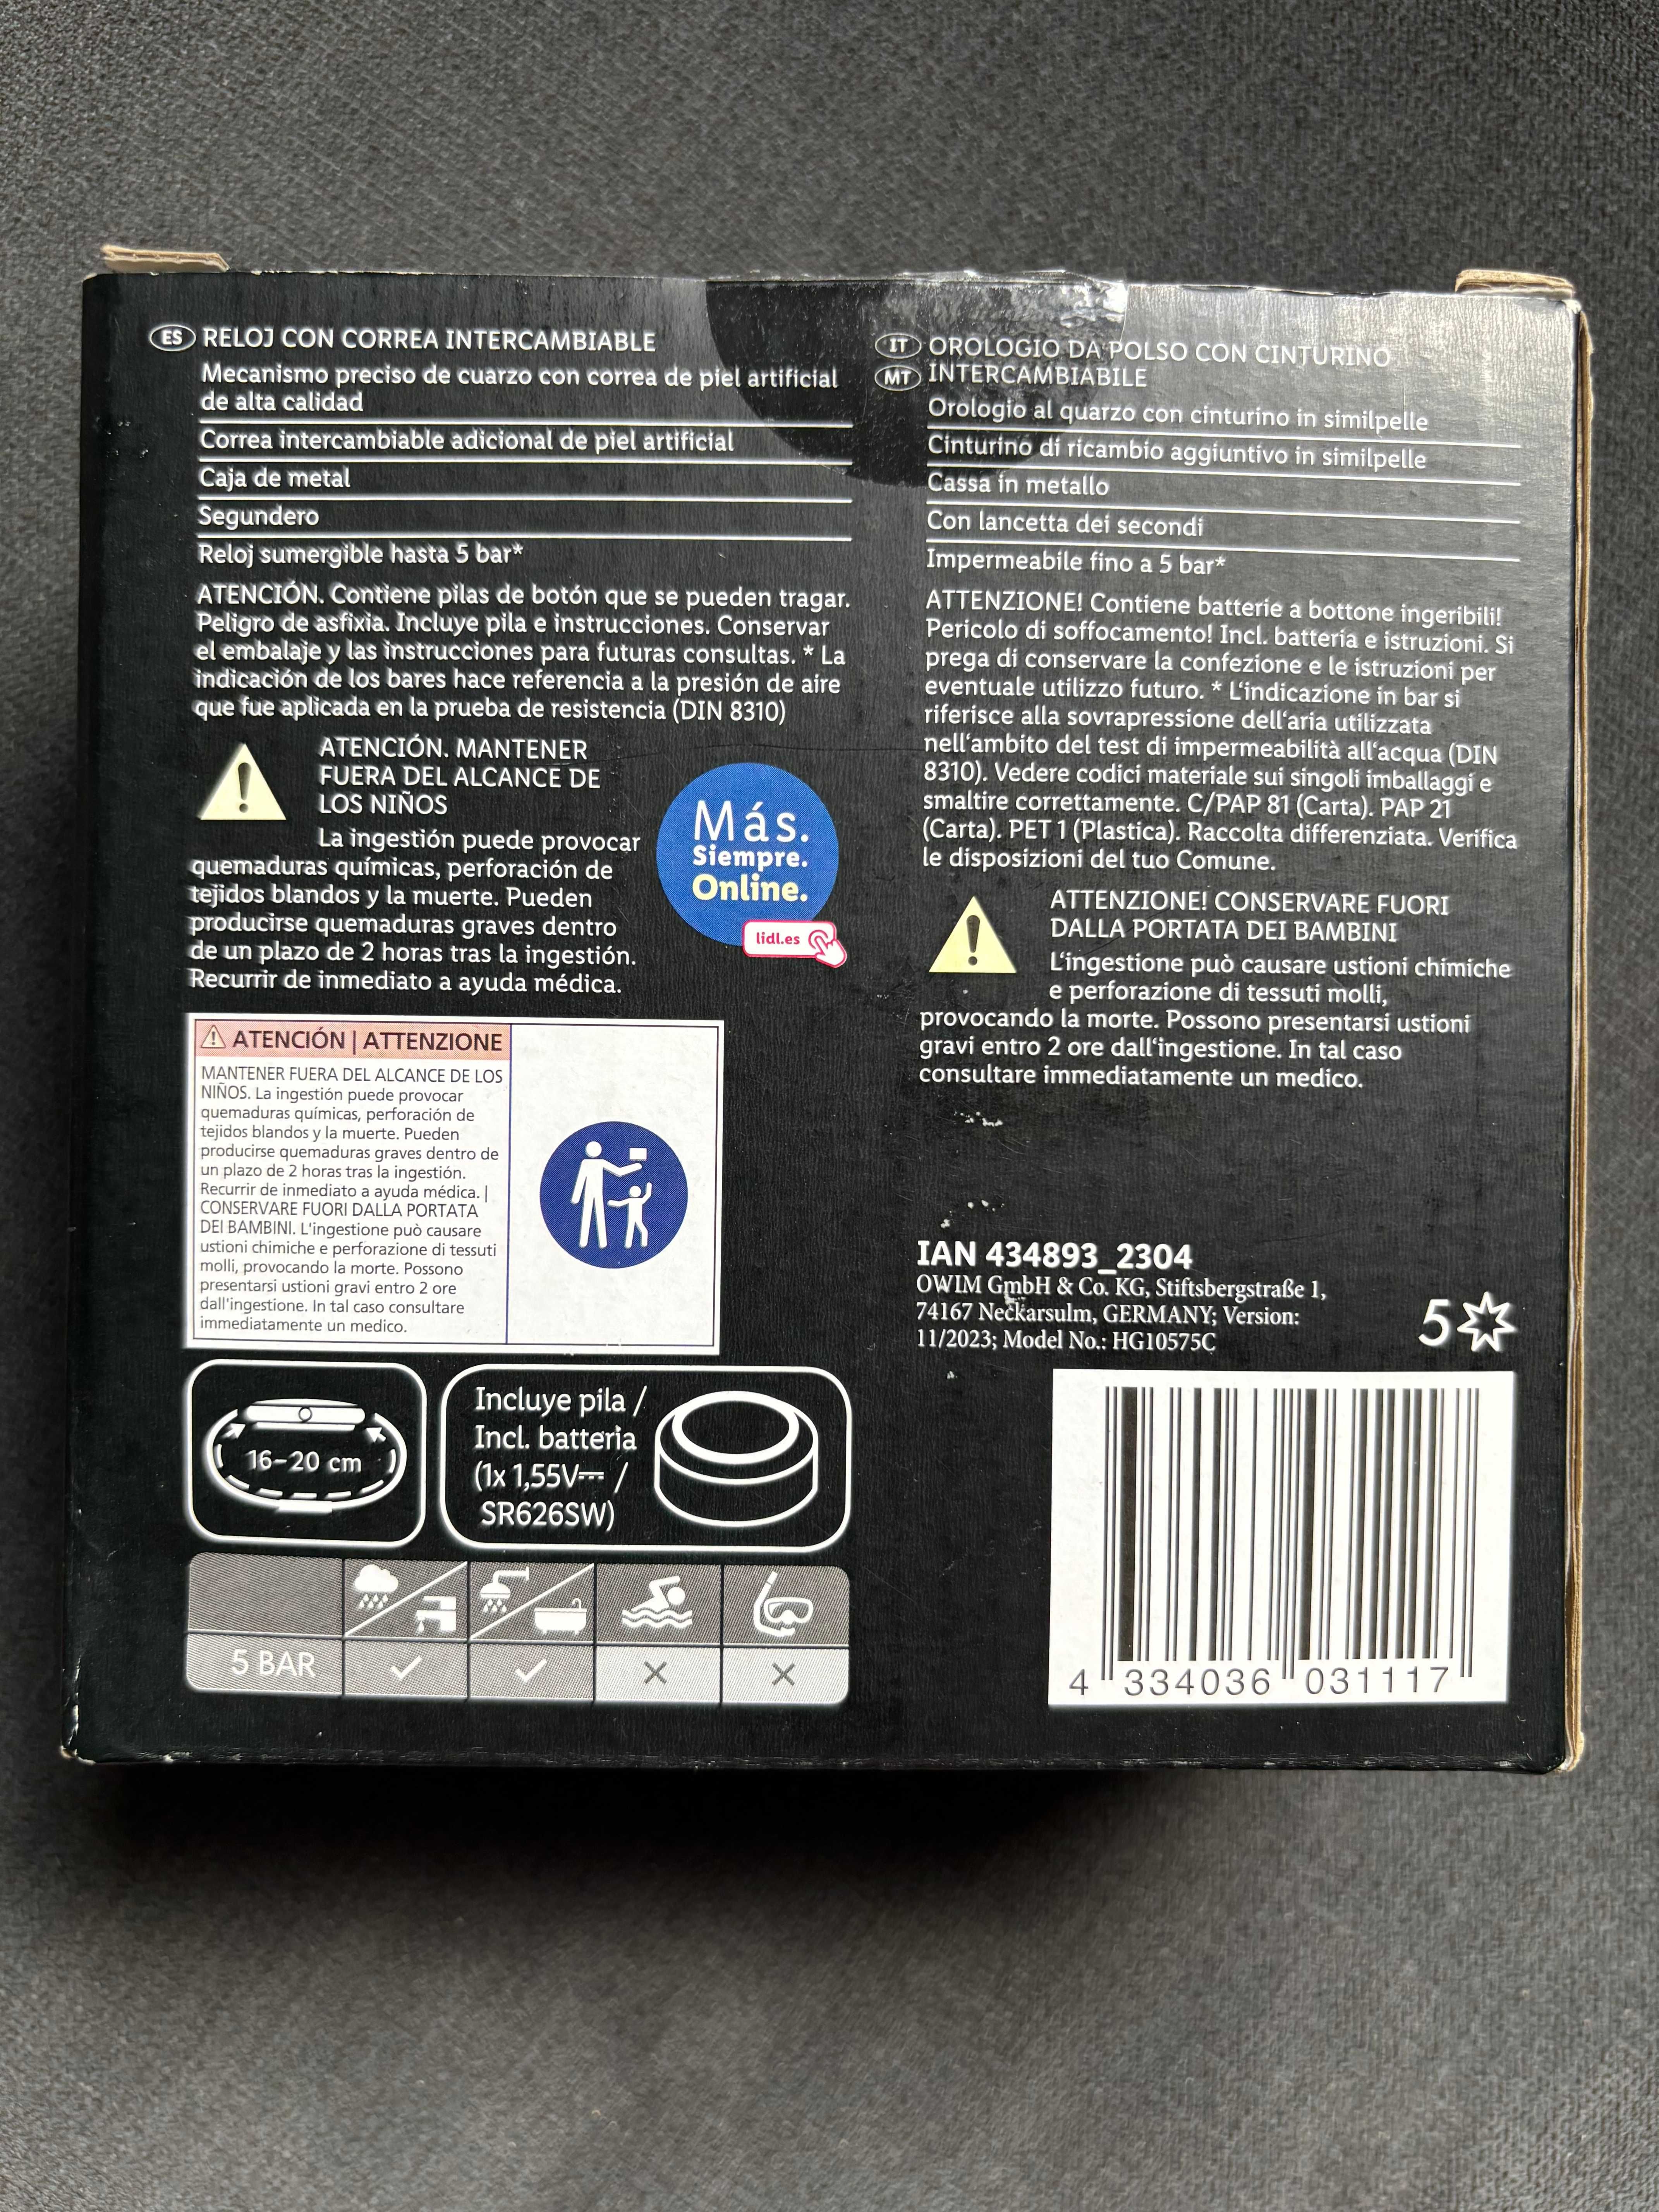 ES RELOJ CON CORREA INTERCAMBIABLE
Mecanismo preciso de cuarzo con correa de piel artificial
de alta calidad
Correa intercambiable adicional de piel artificial
Caja de metal
Segundero
Reloj sumergible hasta 5 bar*
ATENCIÓN. Contiene pilas de botón que se pueden tragar.
Peligro de asfixia. Incluye pila e instrucciones. Conservar
el embalaje y las instrucciones para futuras consultas. * La
indicación de los bares hace referencia a la presión de aire
que fue aplicada en la prueba de resistencia (DIN 8310)
ATENCIÓN. MANTENER
FUERA DEL ALCANCE DE
LOS NIÑOS
La ingestión puede provocar
quemaduras químicas, perforación de
tejidos blandos y la muerte. Pueden
producirse quemaduras graves dentro
de un plazo de 2 horas tras la ingestión.
Recurrir de inmediato a ayuda médica.
Más.
Siempre.
Online.
lidl.es
ATENCIÓN | ATTENZIONE
MANTENER FUERA DEL ALCANCE DE LOS
NIÑOS. La ingestión puede provocar
quemaduras químicas, perforación de
tejidos blandos y la muerte. Pueden
producirse quemaduras graves dentro de
un plazo de 2 horas tras la ingestión.
Recurrir de inmediato a ayuda médica. |
CONSERVARE FUORI DALLA PORTATA
DEI BAMBINI. L'ingestione può causare
ustioni chimiche e perforazione di tessuti
molli, provocando la morte. Possono
presentarsi ustioni gravi entro 2 ore
dall'ingestione. In tal caso consultare
immediatamente un medico.
16–20 cm
Incluye pila /
Incl. batteria
(1x 1,55V⎓ /
SR626SW)
5 BAR
IT OROLOGIO DA POLSO CON CINTURINO
MT INTERCAMBIABILE
Orologio al quarzo con cinturino in similpelle
Cinturino di ricambio aggiuntivo in similpelle
Cassa in metallo
Con lancetta dei secondi
Impermeabile fino a 5 bar*
ATTENZIONE! Contiene batterie a bottone ingeribili!
Pericolo di soffocamento! Incl. batteria e istruzioni. Si
prega di conservare la confezione e le istruzioni per
eventuale utilizzo futuro. * L‘indicazione in bar si
riferisce alla sovrapressione dell‘aria utilizzata
nell‘ambito del test di impermeabilità all‘acqua (DIN
8310). Vedere codici materiale sui singoli imballaggi e
smaltire correttamente. C/PAP 81 (Carta). PAP 21
(Carta). PET 1 (Plastica). Raccolta differenziata. Verifica
le disposizioni del tuo Comune.
ATTENZIONE! CONSERVARE FUORI
DALLA PORTATA DEI BAMBINI
L‘ingestione può causare ustioni chimiche
e perforazione di tessuti molli,
provocando la morte. Possono presentarsi ustioni
gravi entro 2 ore dall‘ingestione. In tal caso
consultare immediatamente un medico.
IAN 434893_2304
OWIM GmbH & Co. KG, Stiftsbergstraße 1,
74167 Neckarsulm, GERMANY; Version:
11/2023; Model No.: HG10575C
5
4 334036 031117